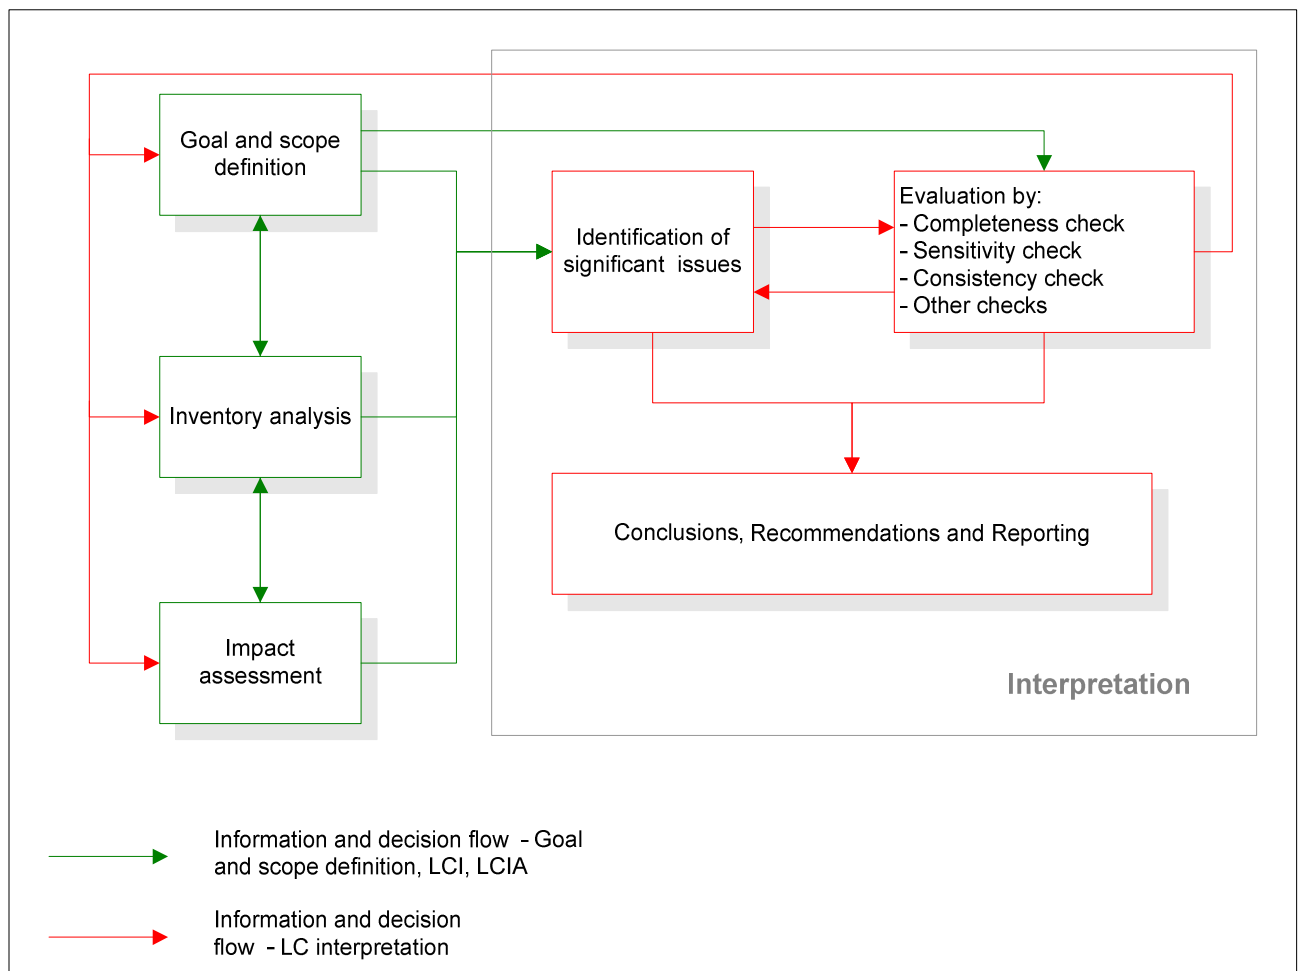 Goal and scope
definition
Identification of
significant issues
Evaluation by:
- Completeness check
- Sensitivity check
- Consistency check
- Other checks
Inventory analysis
Conclusions, Recommendations and Reporting
Impact
assessment
Interpretation
Information and decision flow - Goal
and scope definition, LCI, LCIA
Information and decision
flow - LC interpretation